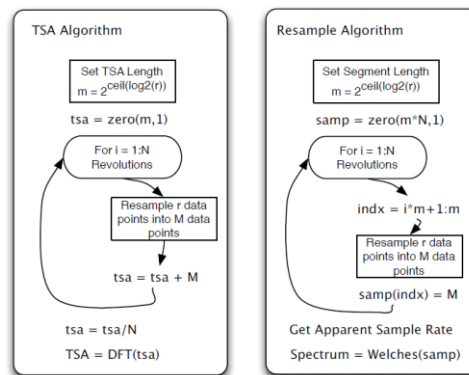 TSA Algorithm
Set TSA Length
m = 2^ceil(log2(r))
tsa = zero(m,1)
For i = 1:N
Revolutions
Resample r data
points into M data
points
tsa = tsa + M
tsa = tsa/N
TSA = DFT(tsa)
Resample Algorithm
Set Segment Length
m = 2^ceil(log2(r))
samp = zero(m*N,1)
For i = 1:N
Revolutions
indx = i*m+1:m
Resample r data
points into M data
points
samp(indx) = M
Get Apparent Sample Rate
Spectrum = Welches(samp)